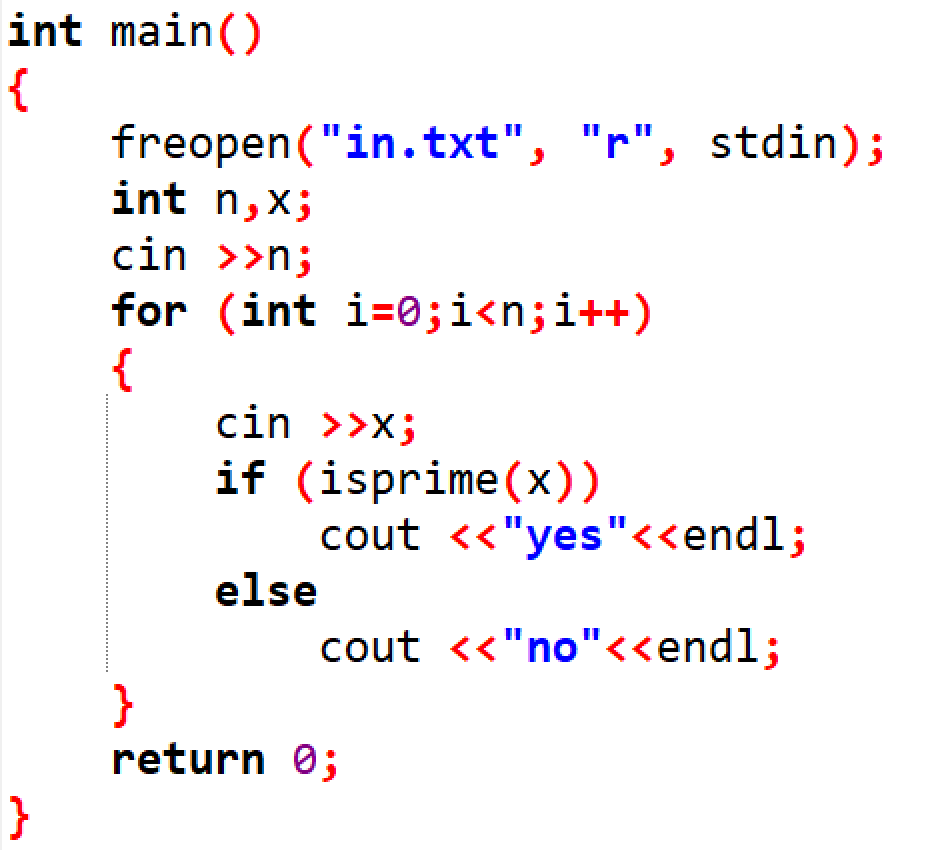 int main()
{
    freopen("in.txt", "r", stdin);
    int n,x;
    cin >>n;
    for (int i=0;i<n;i++)
    {
        cin >>x;
        if (isprime(x))
            cout <<"yes"<<endl;
        else
            cout <<"no"<<endl;
    }
    return 0;
}